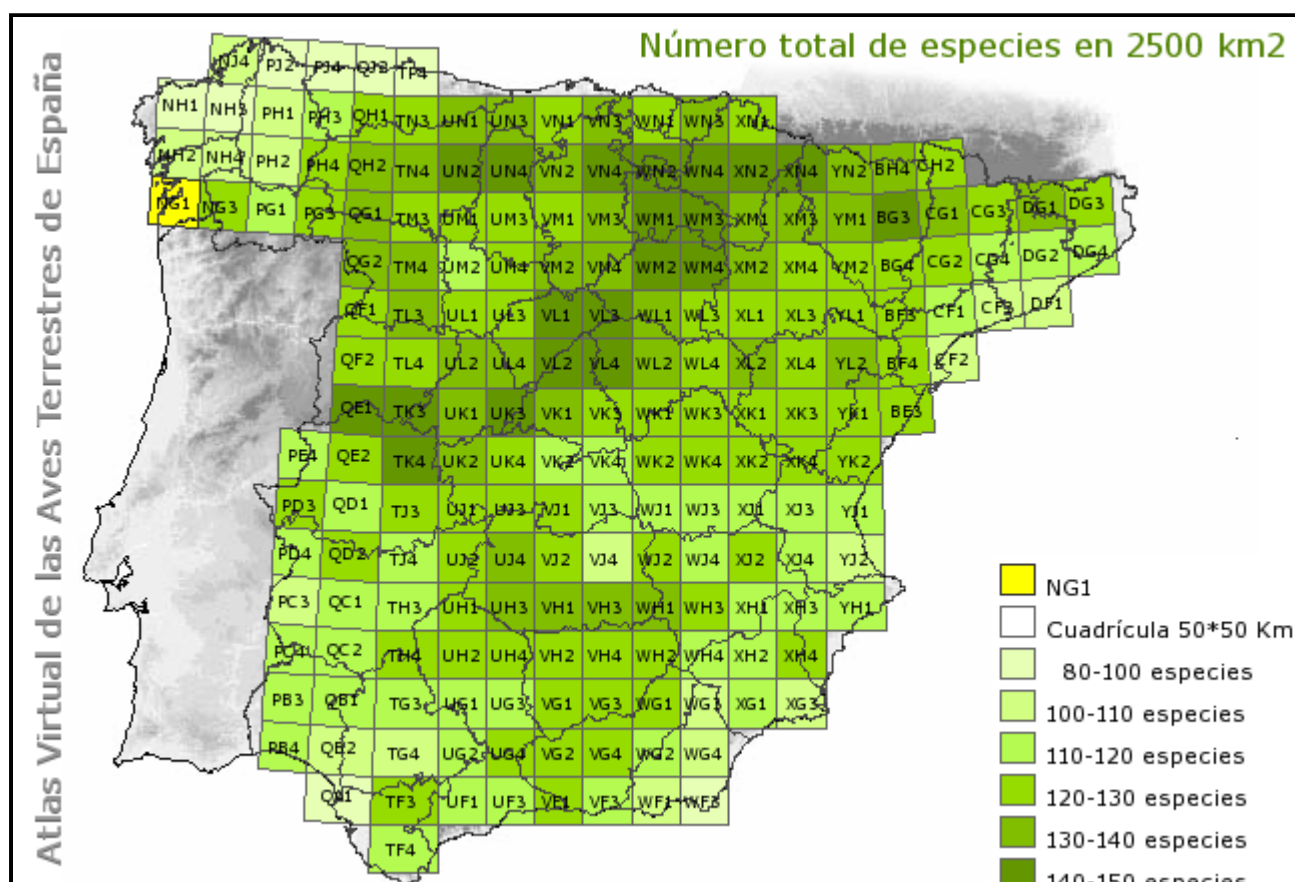 Atlas Virtual de las Aves Terrestres de España
Número total de especies en 2500 km2
NJ4 PJ2 PJ4 QJ2 TP4
NH1 NH3 PH1 PH3 QH1 TN3 UN1 UN3 VN1 VN3 WN1 WN3 XN1
NH2 NH4 PH2 PH4 QH2 TN4 UN2 UN4 VN2 VN4 WN2 WN4 XN2 XN4 YN2 BH4 CH2
NG1 NG3 PG1 PG3 QG1 TM3 UM1 UM3 VM1 VM3 WM1 WM3 XM1 XM3 YM1 BG3 CG1 CG3 DG1 DG3
QG2 TM4 UM2 UM4 VM2 VN4 WM2 WM4 XM2 XM4 YM2 BG4 CG2 CG4 DG2 DG4
QF1 TL3 UL1 UL3 VL1 VL3 WL1 WL3 XL1 XL3 YL1 BF3 CF1 CF3 DF1
QF2 TL4 UL2 UL4 VL2 VL4 WL2 WL4 XL2 XL4 YL2 BF4 CF2
QE1 TK3 UK1 UK3 VK1 VK3 WK1 WK3 XK1 XK3 YK1 BE3
PE4 QE2 TK4 UK2 UK4 VK2 VK4 WK2 WK4 XK2 XK4 YK2
PD3 QD1 TJ3 UJ1 UJ3 VJ1 VJ3 WJ1 WJ3 XJ1 XJ3 YJ1
PD4 QD2 TJ4 UJ2 UJ4 VJ2 VJ4 WJ2 WJ4 XJ2 XJ4 YJ2
PC3 QC1 TH3 UH1 UH3 VH1 VH3 WH1 WH3 XH1 XH3 YH1
PC4 QC2 TH4 UH2 UH4 VH2 VH4 WH2 WH4 XH2 XH4
PB3 QB1 TG3 UG1 UG3 VG1 VG3 WG1 WG3 XG1 XG3
PB4 QB2 TG4 UG2 UG4 VG2 VG4 WG2 WG4
QA1 TF3 UF1 UF3 VF1 VF3 WF1 WF3
TF4
NG1
Cuadrícula 50*50 Km
80-100 especies
100-110 especies
110-120 especies
120-130 especies
130-140 especies
140-150 especies